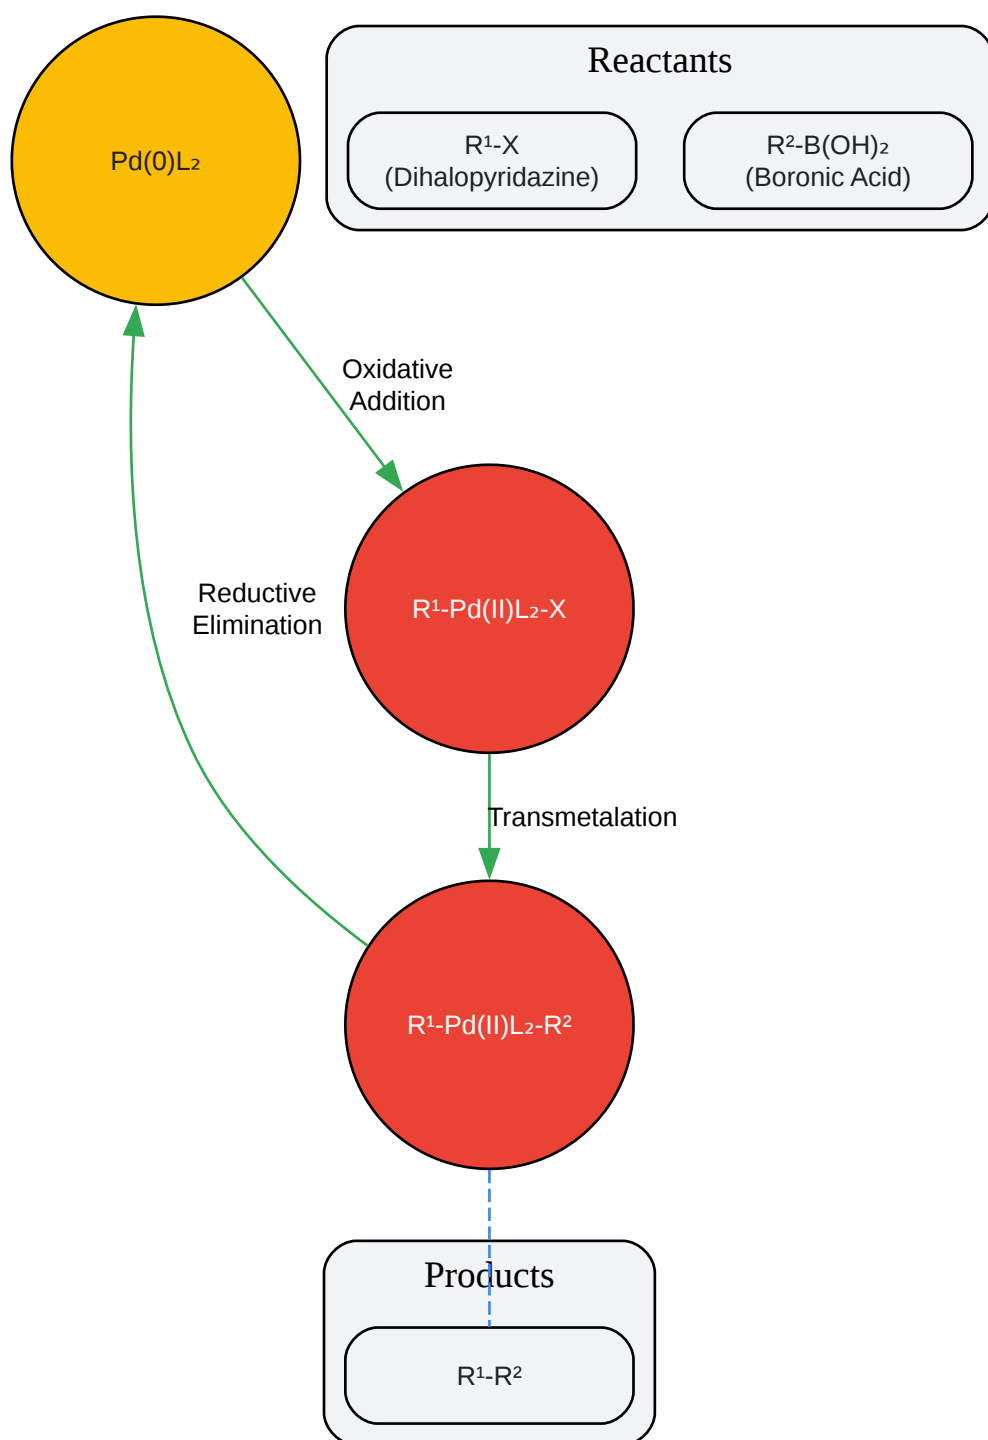 Reactants
R¹-X
(Dihalopyridazine)
R²-B(OH)₂
(Boronic Acid)
Pd(0)L₂
Oxidative
Addition
Reductive
Elimination
R¹-Pd(II)L₂-X
Transmetalation
R¹-Pd(II)L₂-R²
Products
R¹-R²